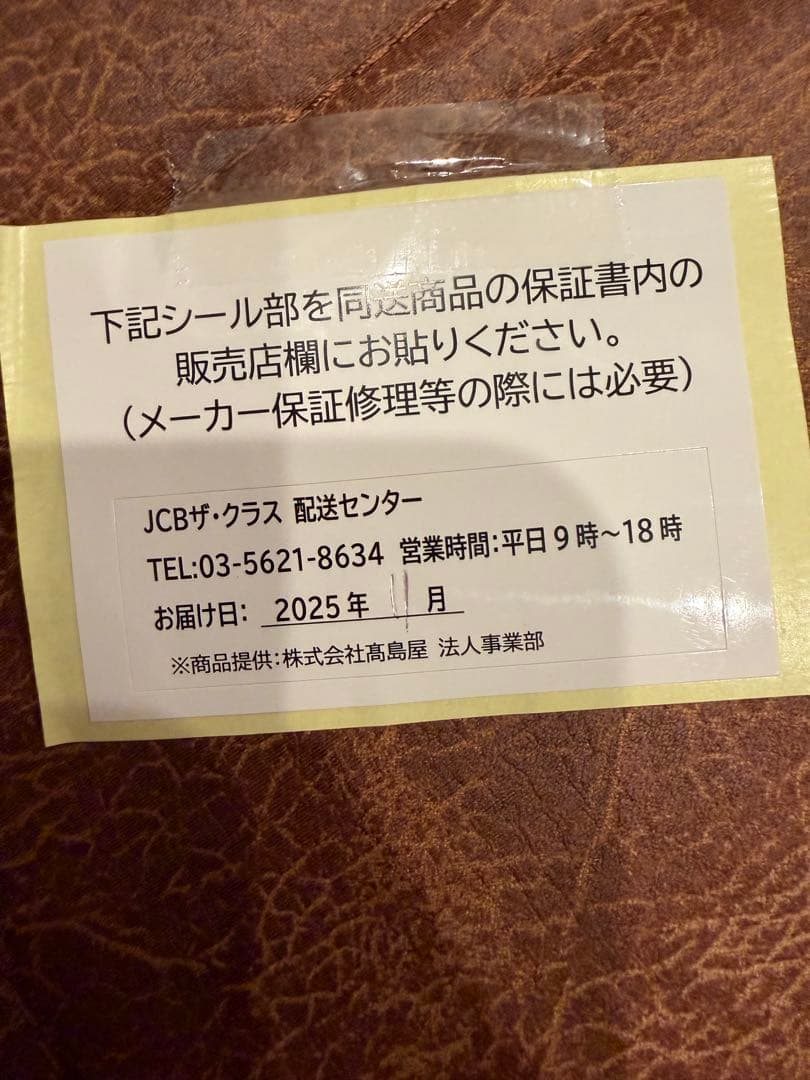 下記シール部を同送商品の保証書内の
販売店欄にお貼りください。
（メーカー保証修理等の際には必要）
JCBザ・クラス 配送センター
TEL:03-5621-8634 営業時間:平日9時～18時
お届け日: 2025年 11月
※商品提供:株式会社髙島屋 法人事業部